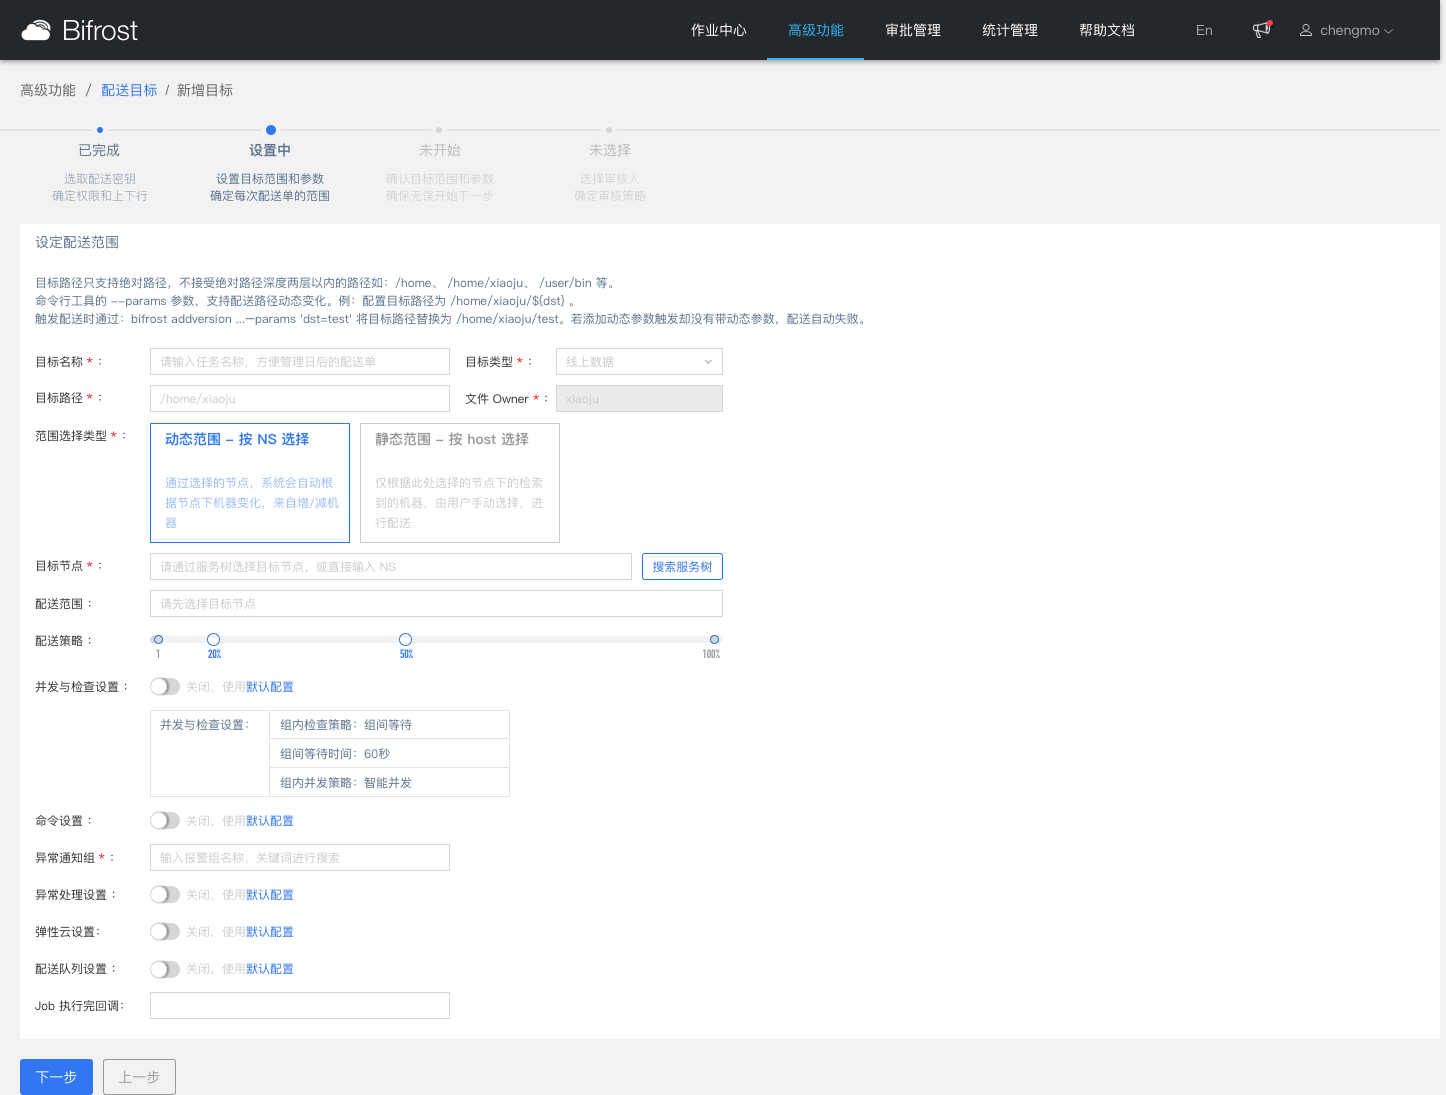 Bifrost
作业中心 高级功能 审批管理 统计管理 帮助文档 En chengmo
高级功能 / 配送目标 / 新增目标
已完成 设置中 未开始 未选择
选取配送密钥 设置目标范围和参数 确认目标范围和参数 选择审核人
确定权限和上下行 确定每次配送单的范围 确保无误开始下一步 确定审核策略
设定配送范围
目标路径只支持绝对路径，不接受绝对路径深度两层以内的路径如：/home、 /home/xiaoju、 /user/bin 等。
命令行工具的 --params 参数，支持配送路径动态变化。例：配置目标路径为 /home/xiaoju/${dst} 。
触发配送时通过：bifrost addversion ...—params 'dst=test' 将目标路径替换为 /home/xiaoju/test。若添加动态参数触发却没有带动态参数，配送自动失败。
目标名称 * ： 请输入任务名称，方便管理日后的配送单 目标类型 * ： 线上数据
目标路径 * ： /home/xiaoju 文件 Owner * ： xiaoju
范围选择类型 * ： 动态范围 – 按 NS 选择 静态范围 – 按 host 选择
通过选择的节点，系统会自动根 仅根据此处选择的节点下的检索
据节点下机器变化，来自增/减机 到的机器，由用户手动选择，进
器 行配送
目标节点 * ： 请通过服务树选择目标节点，或直接输入 NS 搜索服务树
配送范围 ： 请先选择目标节点
配送策略 ：
1 20% 50% 100%
并发与检查设置 ： 关闭，使用默认配置
并发与检查设置： 组内检查策略：组间等待
组间等待时间：60秒
组内并发策略：智能并发
命令设置 ： 关闭，使用默认配置
异常通知组 * ： 输入报警组名称、关键词进行搜索
异常处理设置 ： 关闭，使用默认配置
弹性云设置： 关闭，使用默认配置
配送队列设置 ： 关闭，使用默认配置
Job 执行完回调：
下一步 上一步